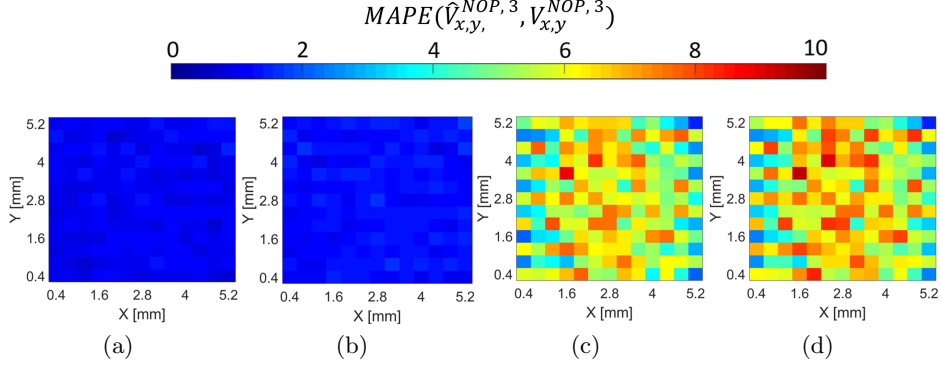 MAPE(V̂x,y,^NOP, 3, Vx,y^NOP, 3)
0 2 4 6 8 10
5.2 5.2 5.2 5.2
4 4 4 4
2.8 2.8 2.8 2.8
1.6 1.6 1.6 1.6
0.4 0.4 0.4 0.4
Y [mm] Y [mm] Y [mm] Y [mm]
0.4 1.6 2.8 4 5.2 0.4 1.6 2.8 4 5.2 0.4 1.6 2.8 4 5.2 0.4 1.6 2.8 4 5.2
X [mm] X [mm] X [mm] X [mm]
(a) (b) (c) (d)